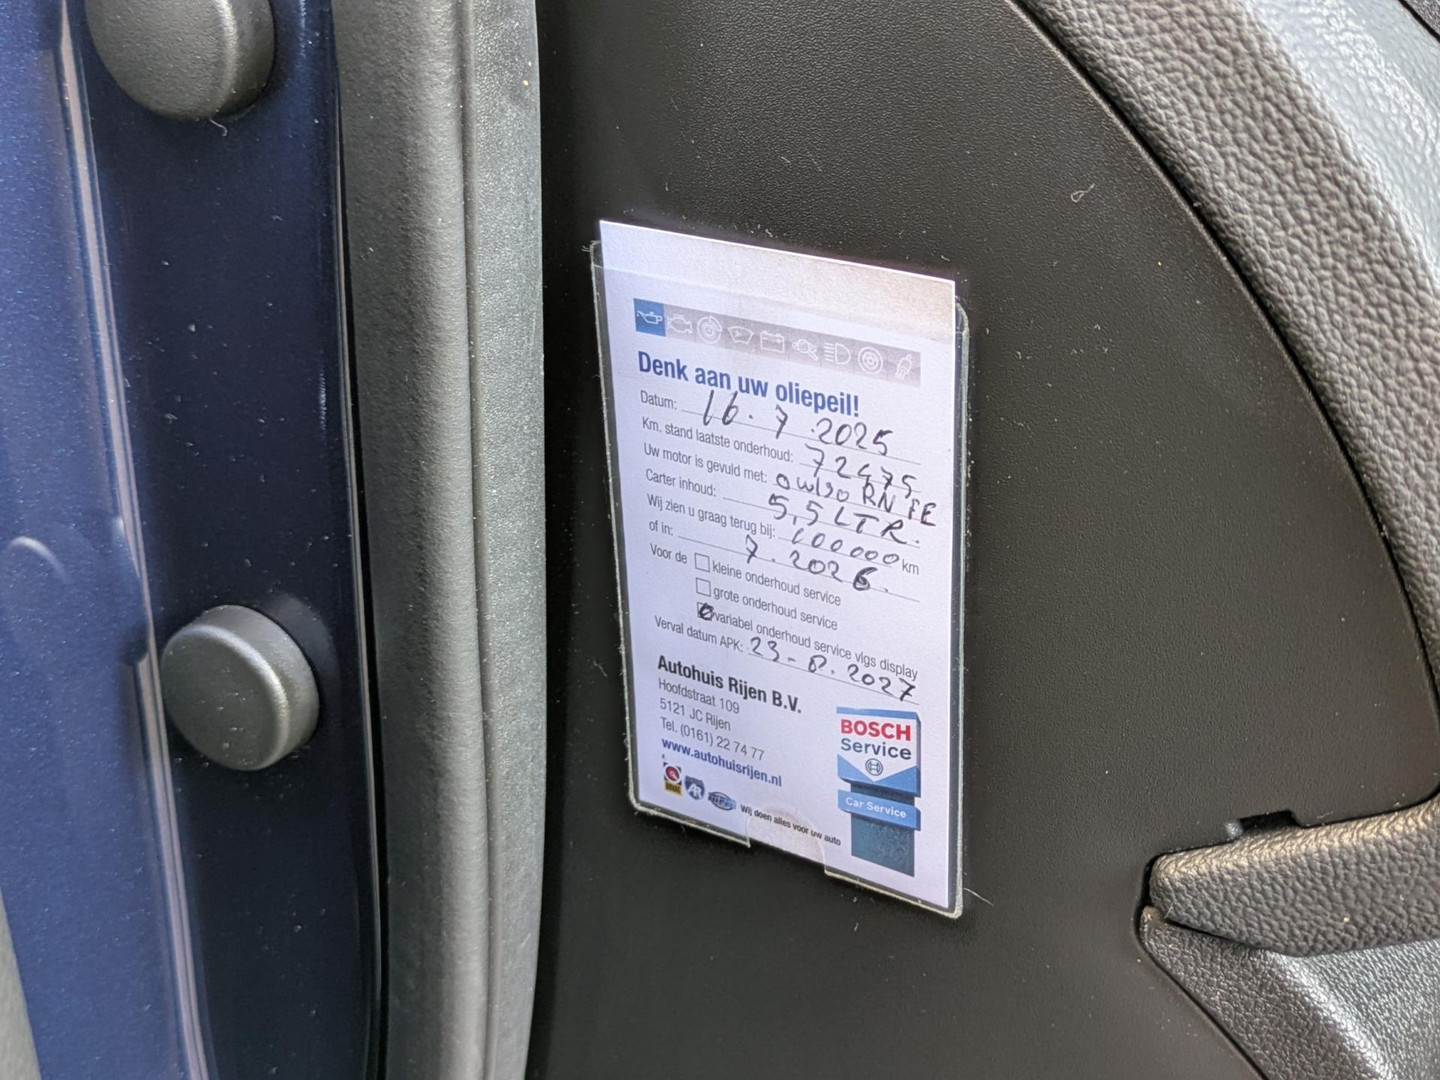 Denk aan uw oliepeil!
Datum: 16.7.2025
Km. stand laatste onderhoud: 72475
Uw motor is gevuld met: 0W30 RN FE
Carter inhoud: 5,5 LTR.
Wij zien u graag terug bij: 100000 km
of in: 7.2026.
Voor de kleine onderhoud service
grote onderhoud service
variabel onderhoud service vlgs display
Verval datum APK: 23-8.2027
Autohuis Rijen B.V.
Hoofdstraat 109
5121 JC Rijen
Tel. (0161) 22 74 77
www.autohuisrijen.nl
Wij doen alles voor uw auto
BOSCH
Service
Car Service